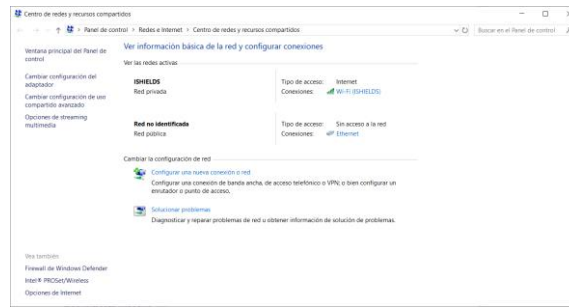 Centro de redes y recursos compartidos
Panel de control > Redes e Internet > Centro de redes y recursos compartidos
Buscar en el Panel de control
Ventana principal del Panel de
control
Cambiar configuración del
adaptador
Cambiar configuración de uso
compartido avanzado
Opciones de streaming
multimedia
Ver información básica de la red y configurar conexiones
Ver las redes activas
ISHIELDS
Red privada
Tipo de acceso: Internet
Conexiones: Wi-Fi (ISHIELDS)
Red no identificada
Red pública
Tipo de acceso: Sin acceso a la red
Conexiones: Ethernet
Cambiar la configuración de red
Configurar una nueva conexión o red
Configurar una conexión de banda ancha, de acceso telefónico o VPN; o bien configurar un
enrutador o punto de acceso.
Solucionar problemas
Diagnosticar y reparar problemas de red u obtener información de solución de problemas.
Vea también
Firewall de Windows Defender
Intel® PROSet/Wireless
Opciones de Internet